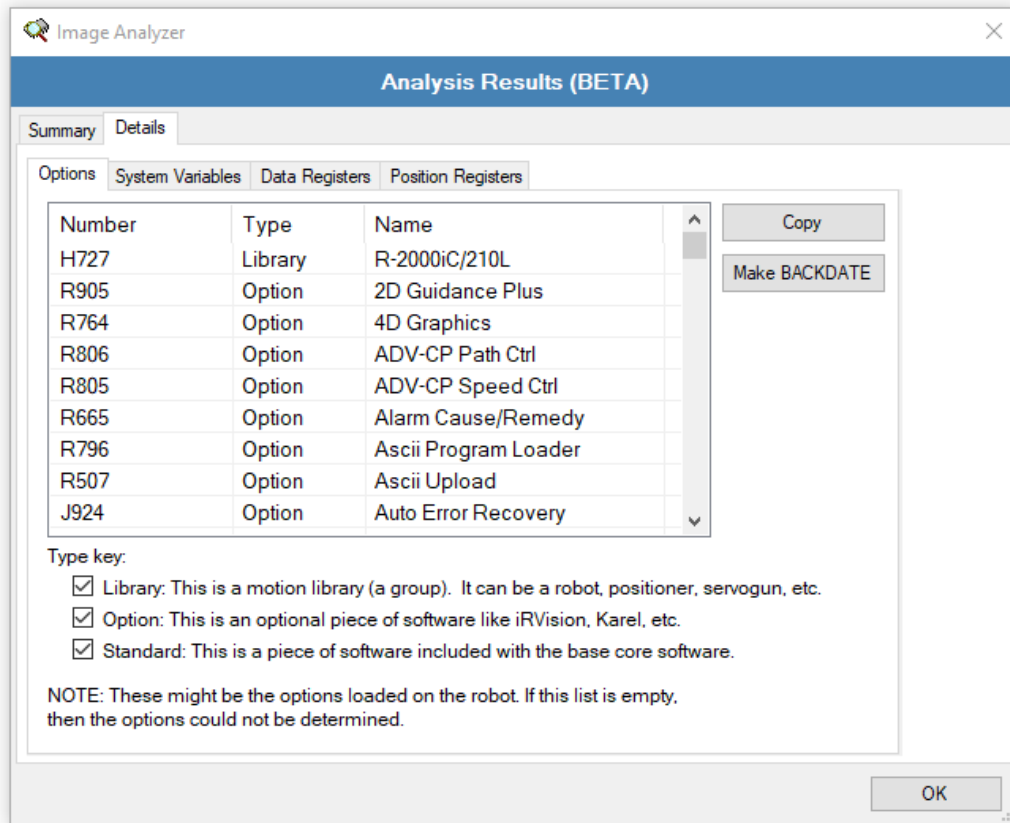 Image Analyzer
Analysis Results (BETA)
Summary Details
Options System Variables Data Registers Position Registers
Number Type Name
H727 Library R-2000iC/210L
R905 Option 2D Guidance Plus
R764 Option 4D Graphics
R806 Option ADV-CP Path Ctrl
R805 Option ADV-CP Speed Ctrl
R665 Option Alarm Cause/Remedy
R796 Option Ascii Program Loader
R507 Option Ascii Upload
J924 Option Auto Error Recovery
Copy
Make BACKDATE
Type key:
Library: This is a motion library (a group). It can be a robot, positioner, servogun, etc.
Option: This is an optional piece of software like iRVision, Karel, etc.
Standard: This is a piece of software included with the base core software.
NOTE: These might be the options loaded on the robot. If this list is empty,
then the options could not be determined.
OK